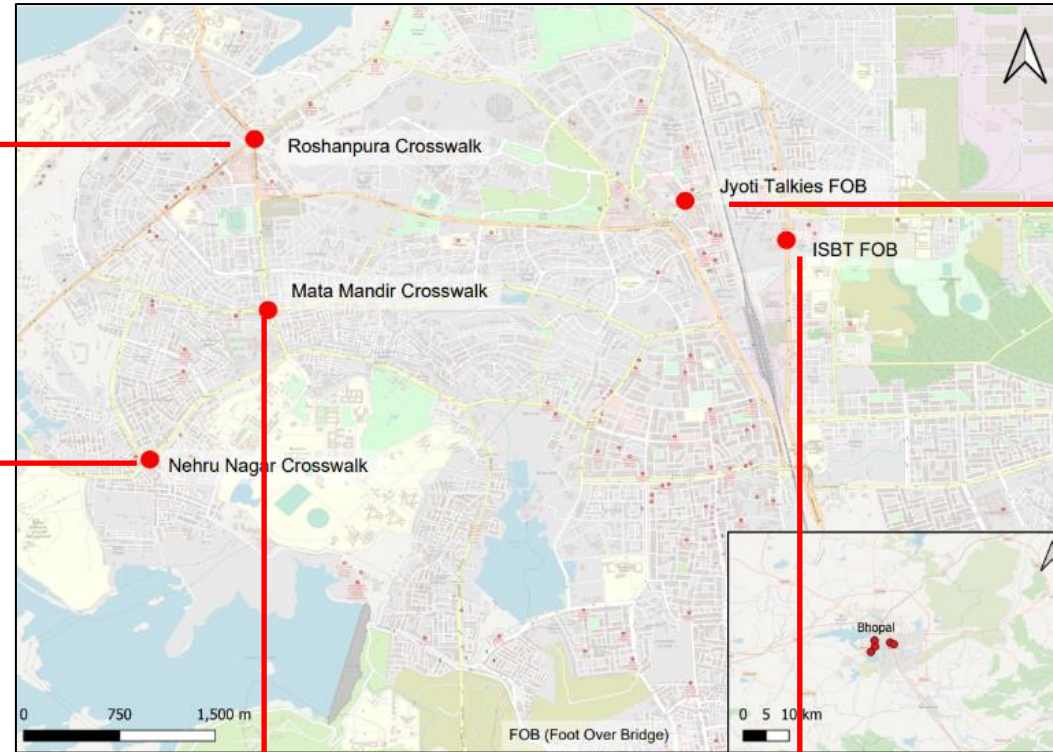 Roshanpura Crosswalk
Jyoti Talkies FOB
ISBT FOB
Mata Mandir Crosswalk
Nehru Nagar Crosswalk
Bhopal
0 750 1,500 m
FOB (Foot Over Bridge)
0 5 10 km